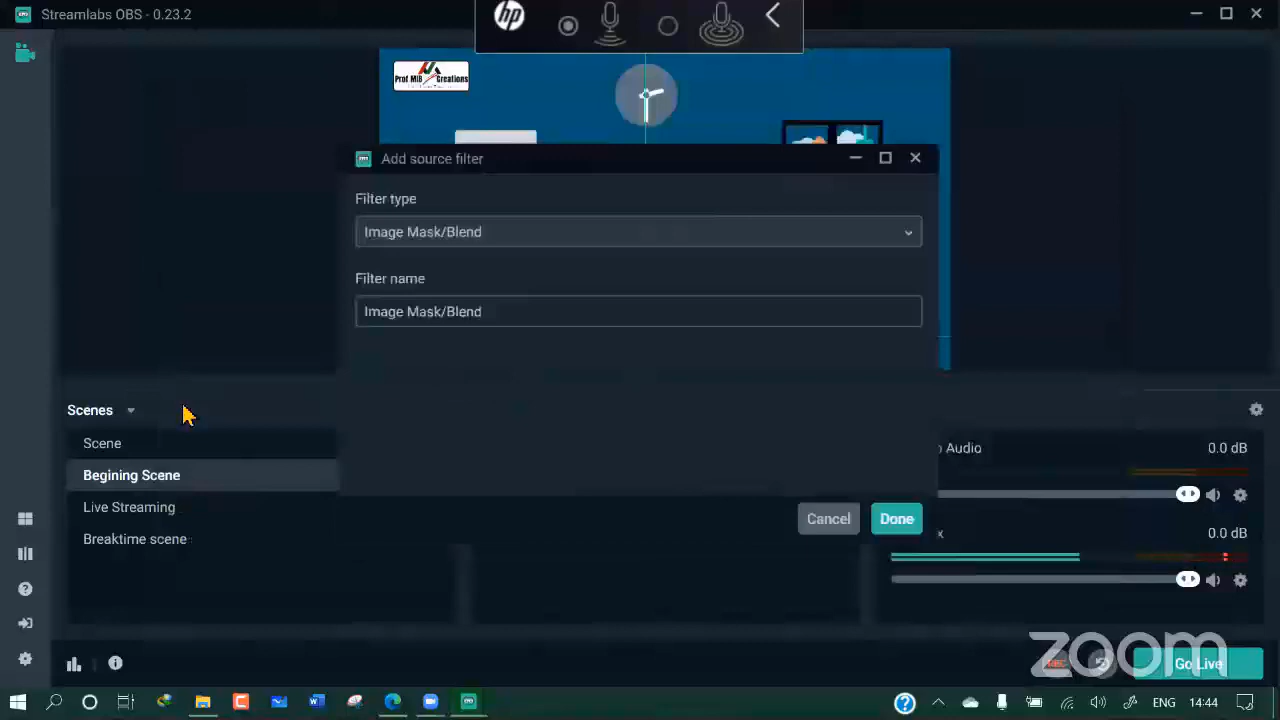 Streamlabs OBS - 0.23.2
hp
Prof MIB Creations
Add source filter
Filter type
Image Mask/Blend
Filter name
Image Mask/Blend
Cancel
Done
Scenes
Scene
Begining Scene
Live Streaming
Breaktime scene
Audio
0.0 dB
0.0 dB
REC
Go Live
zoom
ENG
14:44